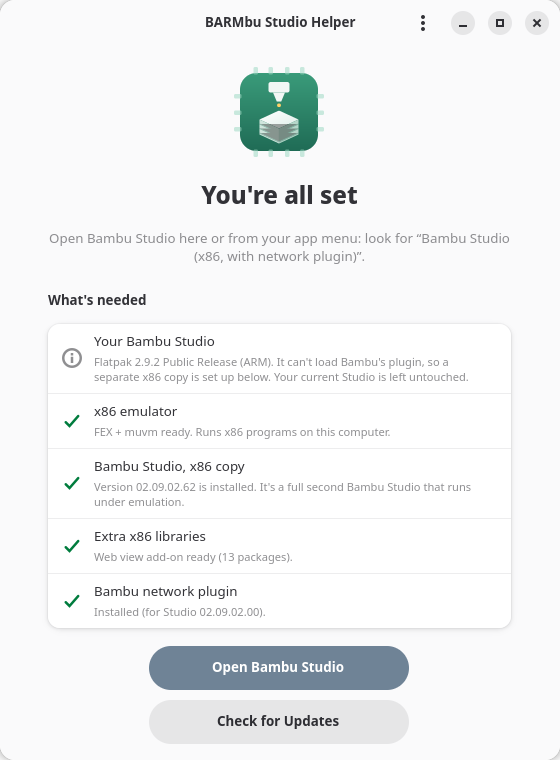 BARMbu Studio Helper
You're all set
Open Bambu Studio here or from your app menu: look for “Bambu Studio
(x86, with network plugin)”.
What's needed
Your Bambu Studio
Flatpak 2.9.2 Public Release (ARM). It can't load Bambu's plugin, so a
separate x86 copy is set up below. Your current Studio is left untouched.
x86 emulator
FEX + muvm ready. Runs x86 programs on this computer.
Bambu Studio, x86 copy
Version 02.09.02.62 is installed. It's a full second Bambu Studio that runs
under emulation.
Extra x86 libraries
Web view add-on ready (13 packages).
Bambu network plugin
Installed (for Studio 02.09.02.00).
Open Bambu Studio
Check for Updates